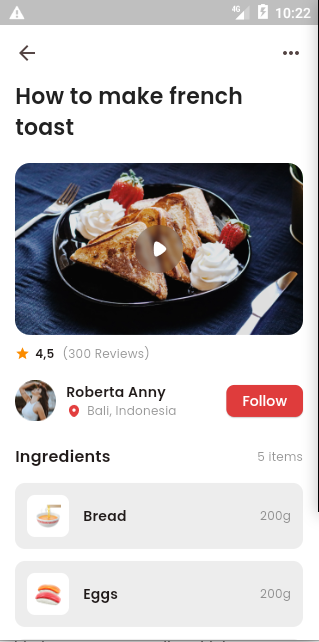 4G
10:22
How to make french
toast
4,5 (300 Reviews)
Roberta Anny
Bali, Indonesia
Follow
Ingredients
5 items
Bread
200g
Eggs
200g